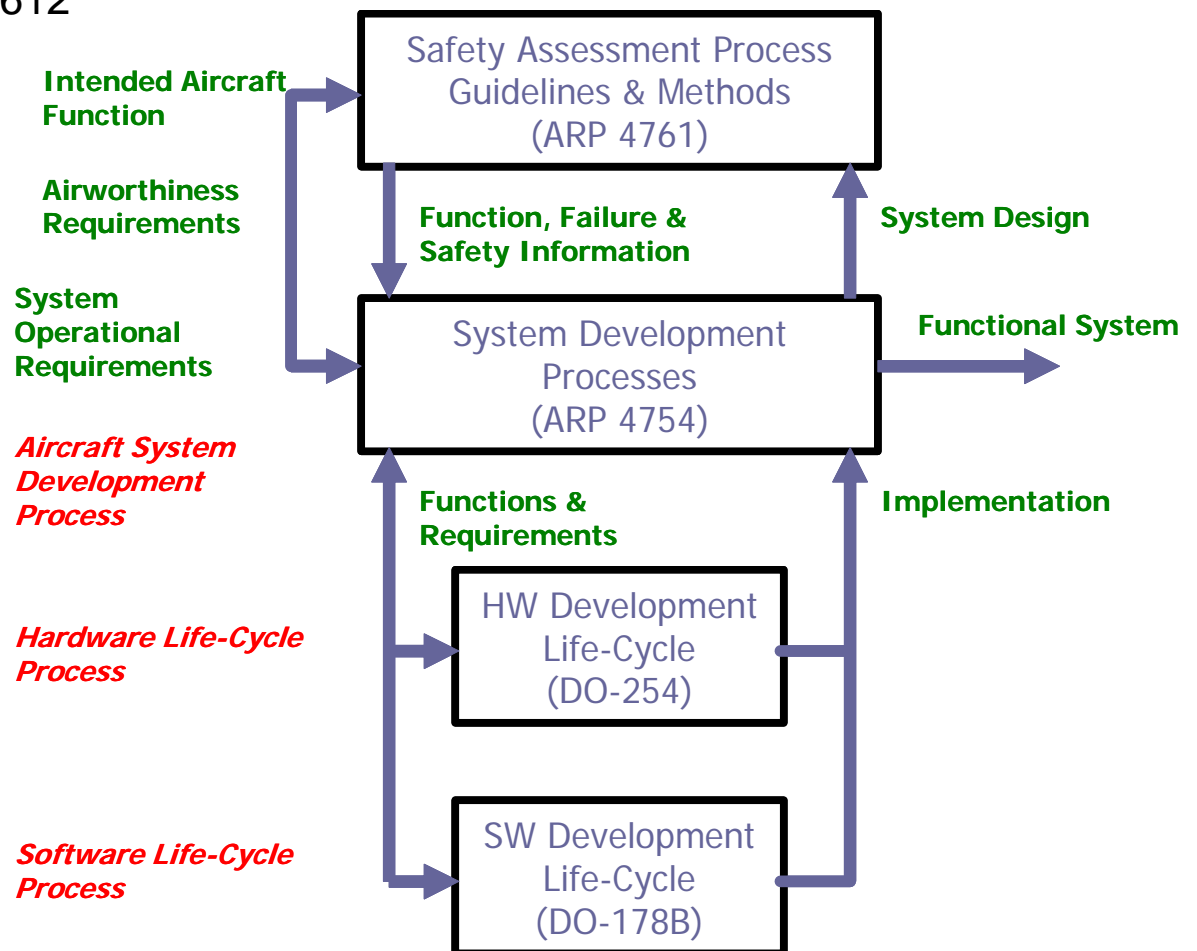 612
Safety Assessment Process
Guidelines & Methods
(ARP 4761)
Intended Aircraft
Function
Airworthiness
Requirements
Function, Failure &
Safety Information
System Design
System
Operational
Requirements
System Development
Processes
(ARP 4754)
Functional System
Aircraft System
Development
Process
Functions &
Requirements
Implementation
HW Development
Life-Cycle
(DO-254)
Hardware Life-Cycle
Process
SW Development
Life-Cycle
(DO-178B)
Software Life-Cycle
Process